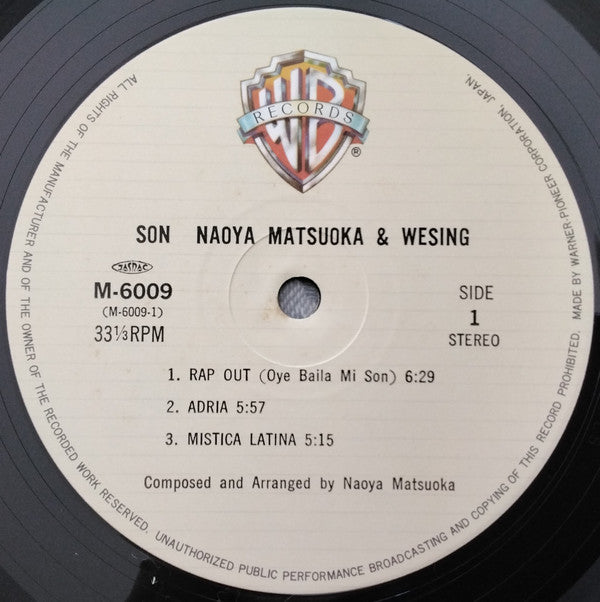 WB
RECORDS
®
SON NAOYA MATSUOKA & WESING
JASRAC
M-6009
(M-6009-1)
33⅓RPM
SIDE
1
STEREO
1. RAP OUT (Oye Baila Mi Son) 6:29
2. ADRIA 5:57
3. MISTICA LATINA 5:15
Composed and Arranged by Naoya Matsuoka
ALL RIGHTS OF THE MANUFACTURER AND OF THE OWNER OF THE RECORDED WORK RESERVED. UNAUTHORIZED PUBLIC PERFORMANCE BROADCASTING AND COPYING OF THIS RECORD PROHIBITED. MADE BY WARNER-PIONEER CORPORATION, JAPAN.